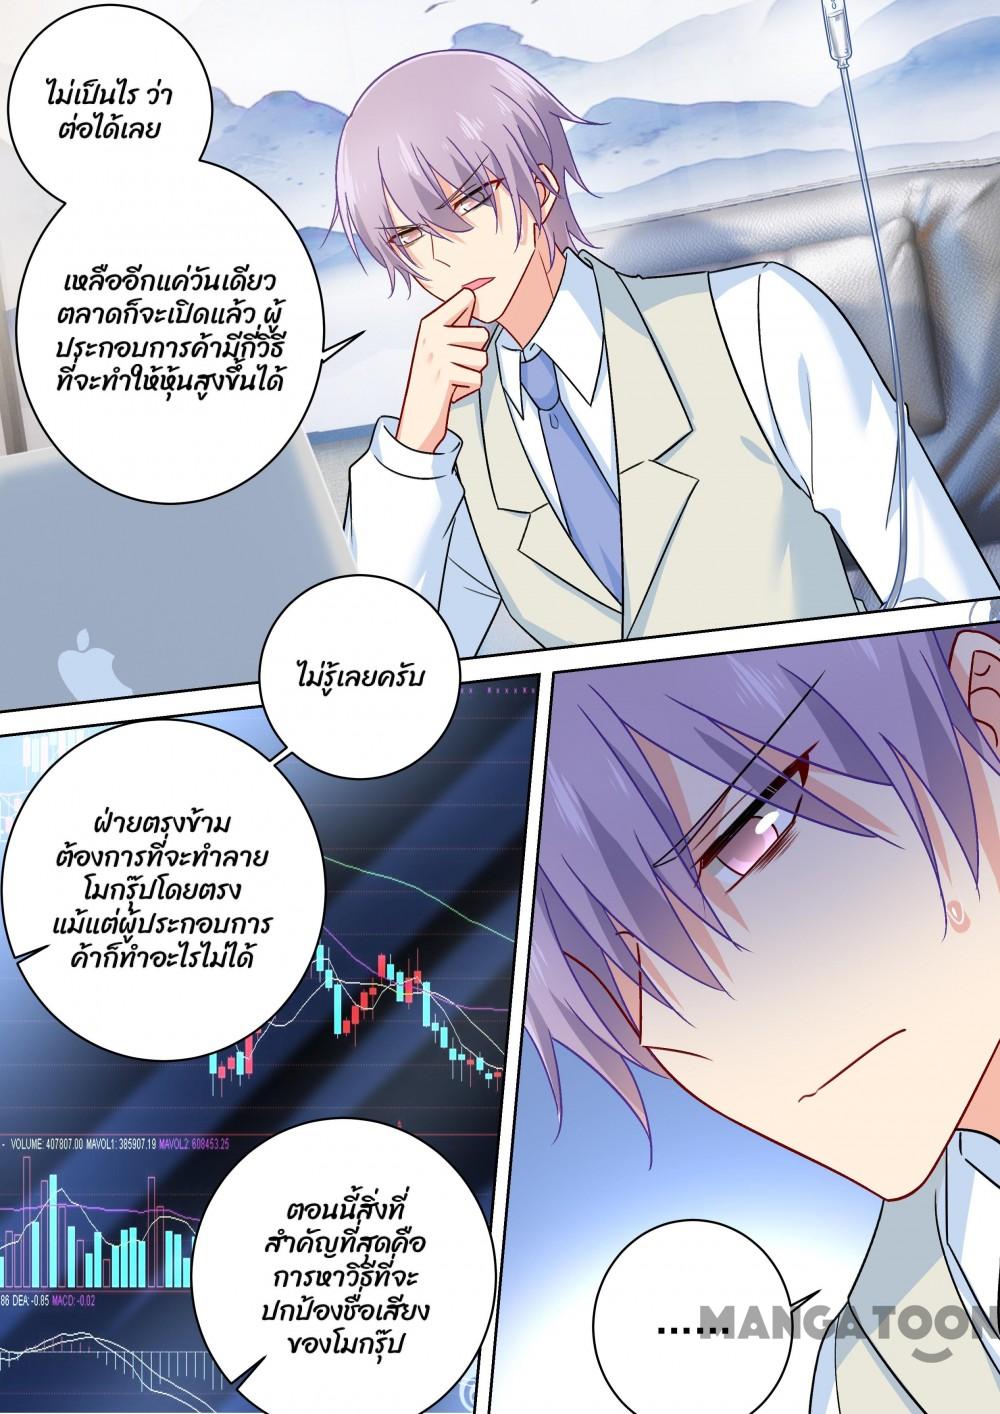 ไม่เป็นไร ว่า
ต่อได้เลย
เหลืออีกแค่วันเดียว
ตลาดก็จะเปิดแล้ว ผู้
ประกอบการค้ามีกี่วิธี
ที่จะทำให้หุ้นสูงขึ้นได้
ไม่รู้เลยครับ
ฝ่ายตรงข้าม
ต้องการที่จะทำลาย
โมกรุ๊ปโดยตรง
แม้แต่ผู้ประกอบการ
ค้าก็ทำอะไรไม่ได้
- VOLUME: 407807.00 MAVOL1: 385907.19 MAVOL2: 608453.25
ตอนนี้สิ่งที่
สำคัญที่สุดคือ
การหาวิธีที่จะ
ปกป้องชื่อเสียง
ของโมกรุ๊ป
86 DEA: -0.85 MACD: -0.02
.......
MANGATOON